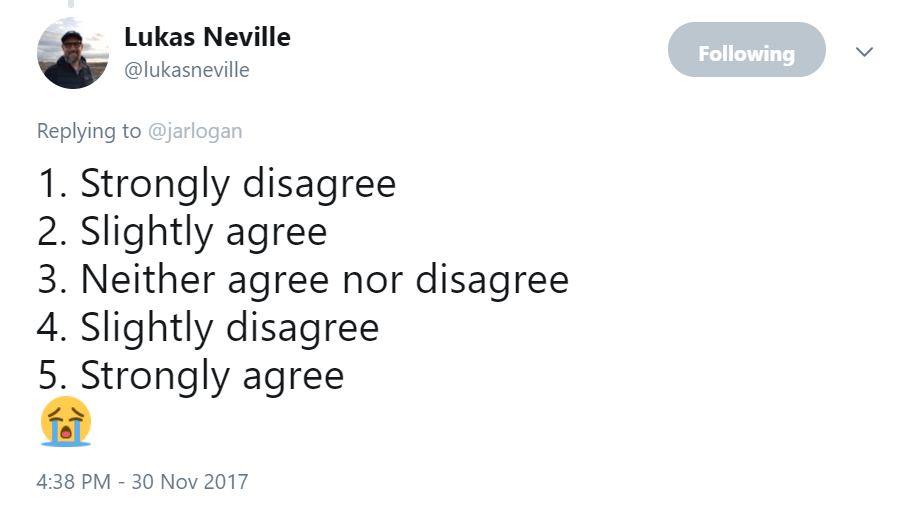 Lukas Neville
@lukasneville
Following
Replying to @jarlogan
1. Strongly disagree
2. Slightly agree
3. Neither agree nor disagree
4. Slightly disagree
5. Strongly agree
😭
4:38 PM - 30 Nov 2017